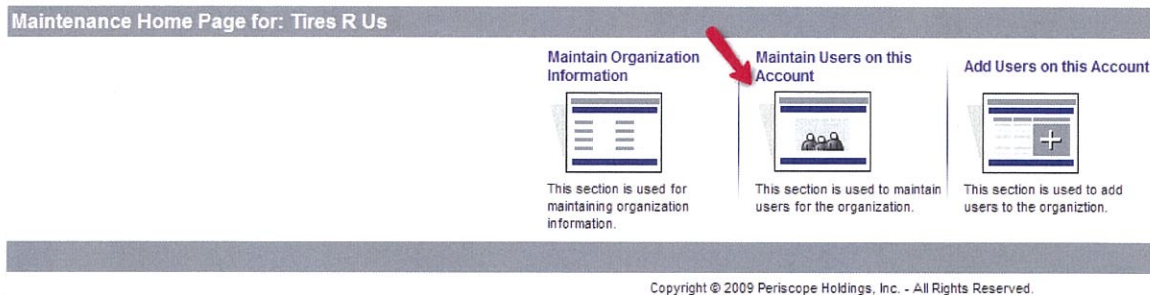 Maintenance Home Page for: Tires R Us
Maintain Organization
Information
This section is used for
maintaining organization
information.
Maintain Users on this
Account
This section is used to maintain
users for the organization.
Add Users on this Account
This section is used to add
users to the organiztion.
Copyright © 2009 Periscope Holdings, Inc. - All Rights Reserved.